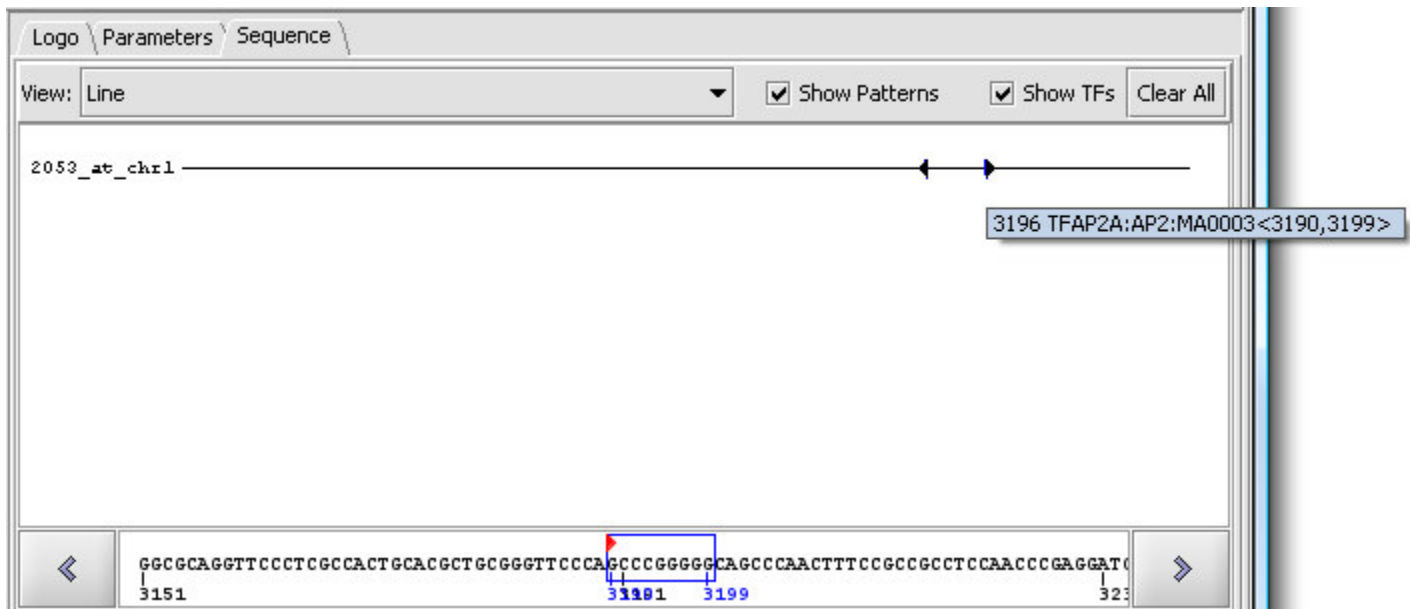 Logo Parameters Sequence
View: Line Show Patterns Show TFs Clear All
2053_at_chr1
3196 TFAP2A:AP2:MA0003<3190,3199>
GGCGCAGGTTCCCTCGCCACTGCACGCTGCGGGTTCCCAGCCCGGGGGCAGCCCAACTTTCCGCCGCCTCCAACCCGAGGAT
3151 3199